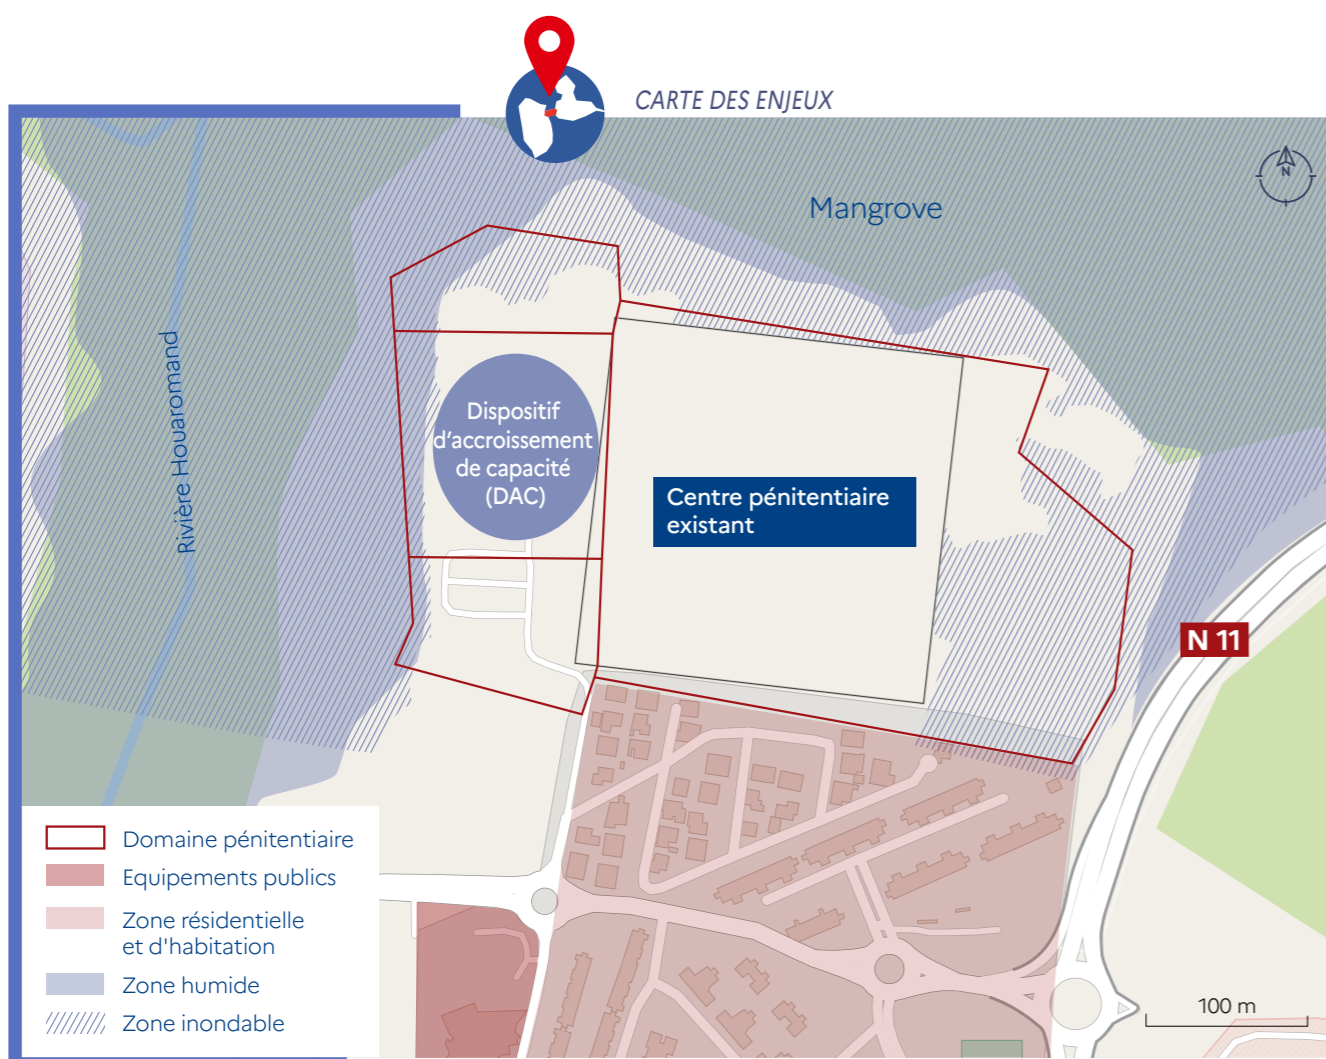 CARTE DES ENJEUX
N
Mangrove
Rivière Houaromand
Dispositif
d'accroissement
de capacité
(DAC)
Centre pénitentiaire
existant
N 11
Domaine pénitentiaire
Equipements publics
Zone résidentielle
et d'habitation
Zone humide
Zone inondable
100 m